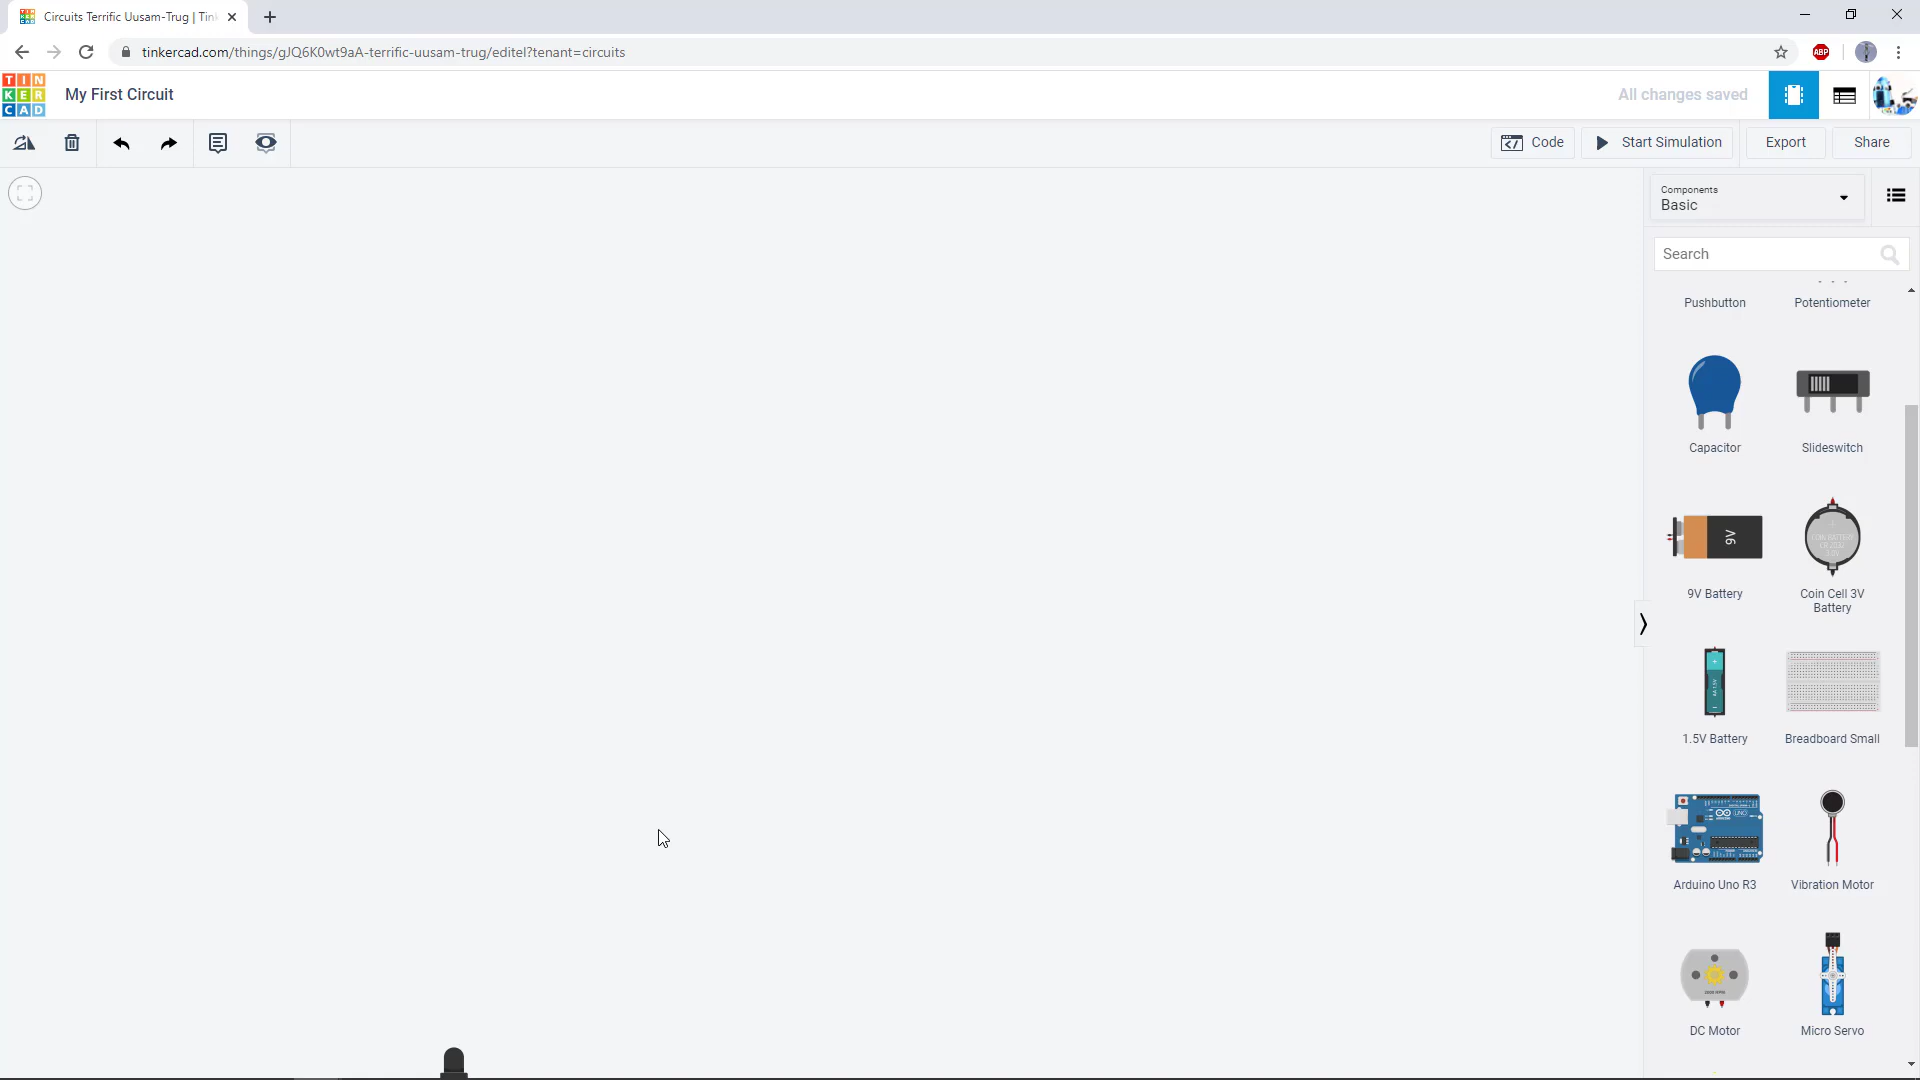 Circuits Terrific Uusam-Trug | Tin
tinkercad.com/things/gJQ6K0wt9aA-terrific-uusam-trug/editel?tenant=circuits
ABP
TIN
KER
CAD
My First Circuit
All changes saved
Code
Start Simulation
Export
Share
Components
Basic
Search
Pushbutton
Potentiometer
Capacitor
Slideswitch
9V
9V Battery
Coin Cell 3V
Battery
1.5V Battery
Breadboard Small
UNO
Arduino Uno R3
Vibration Motor
DC Motor
Micro Servo